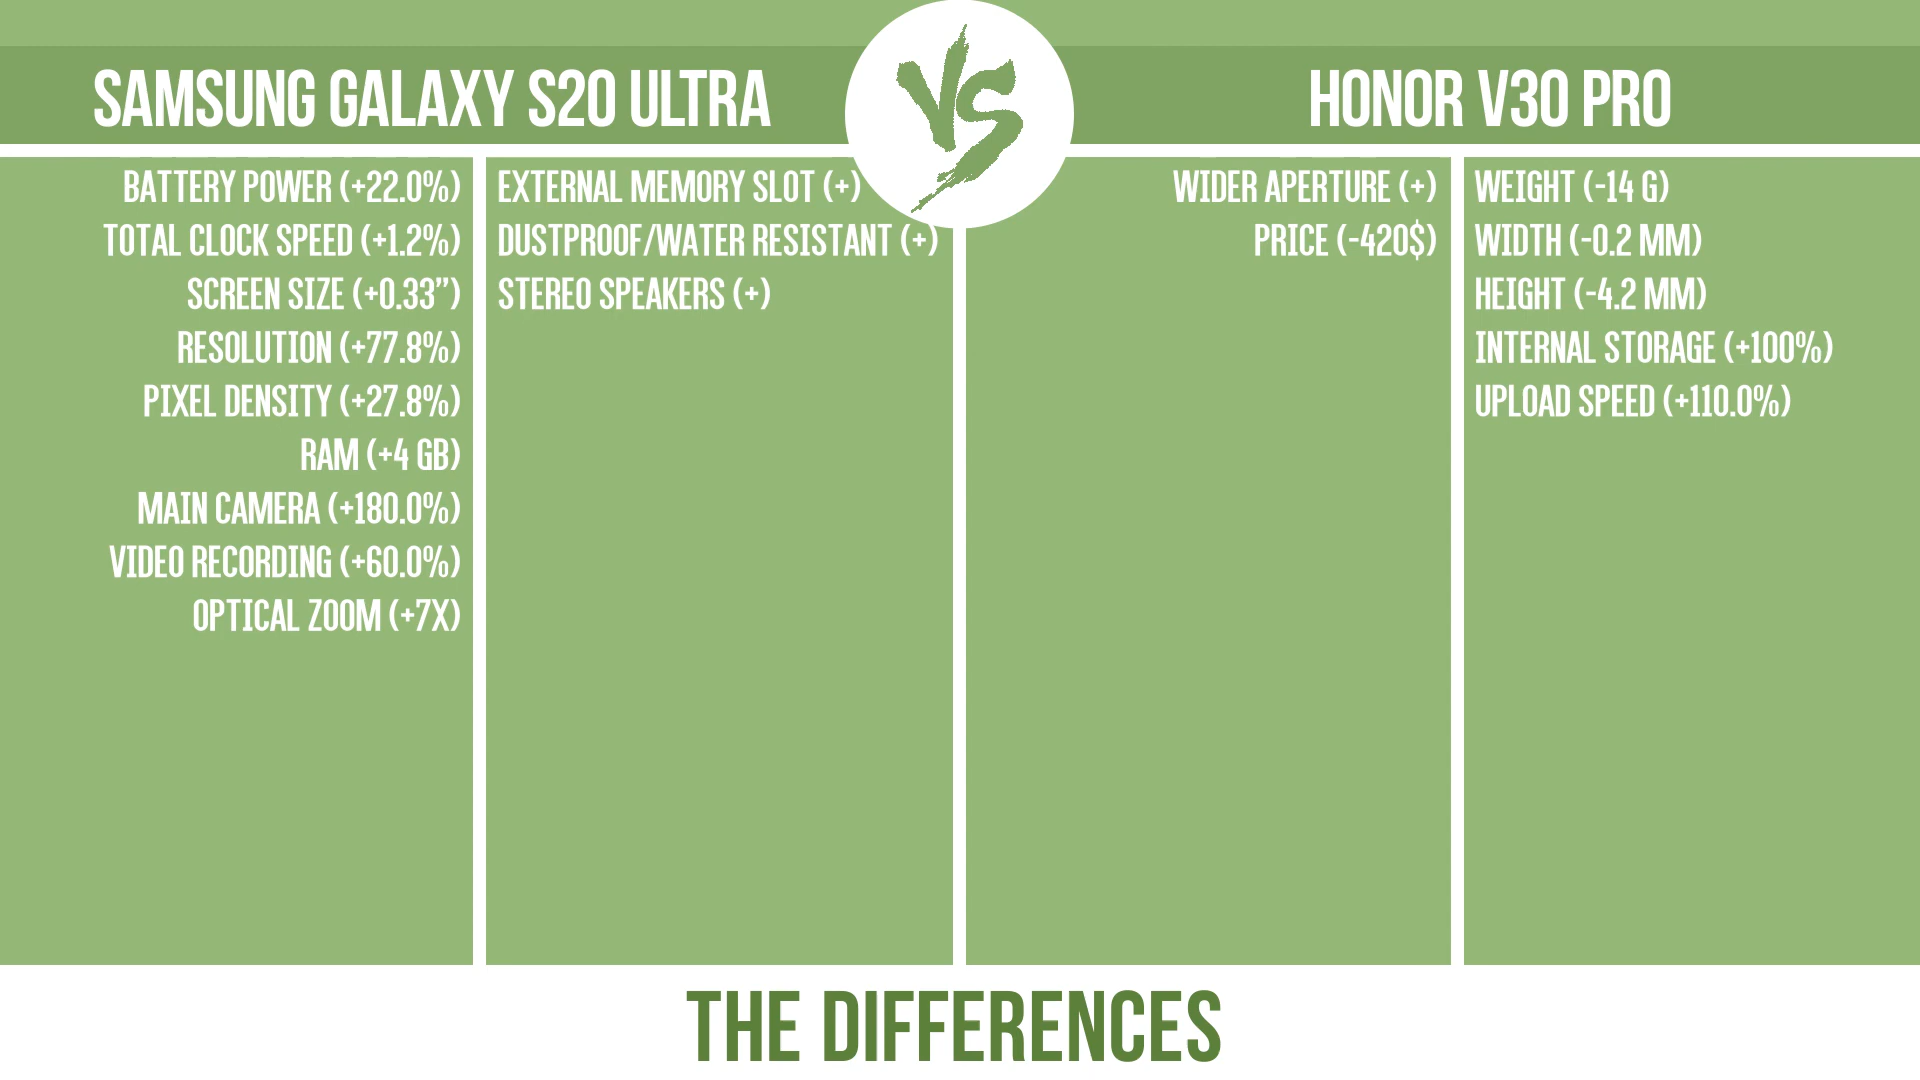 SAMSUNG GALAXY S20 ULTRA
VS
HONOR V30 PRO
BATTERY POWER (+22.0%)
TOTAL CLOCK SPEED (+1.2%)
SCREEN SIZE (+0.33”)
RESOLUTION (+77.8%)
PIXEL DENSITY (+27.8%)
RAM (+4 GB)
MAIN CAMERA (+180.0%)
VIDEO RECORDING (+60.0%)
OPTICAL ZOOM (+7X)
EXTERNAL MEMORY SLOT (+)
DUSTPROOF/WATER RESISTANT (+)
STEREO SPEAKERS (+)
WIDER APERTURE (+)
PRICE (-420$)
WEIGHT (-14 G)
WIDTH (-0.2 MM)
HEIGHT (-4.2 MM)
INTERNAL STORAGE (+100%)
UPLOAD SPEED (+110.0%)
THE DIFFERENCES